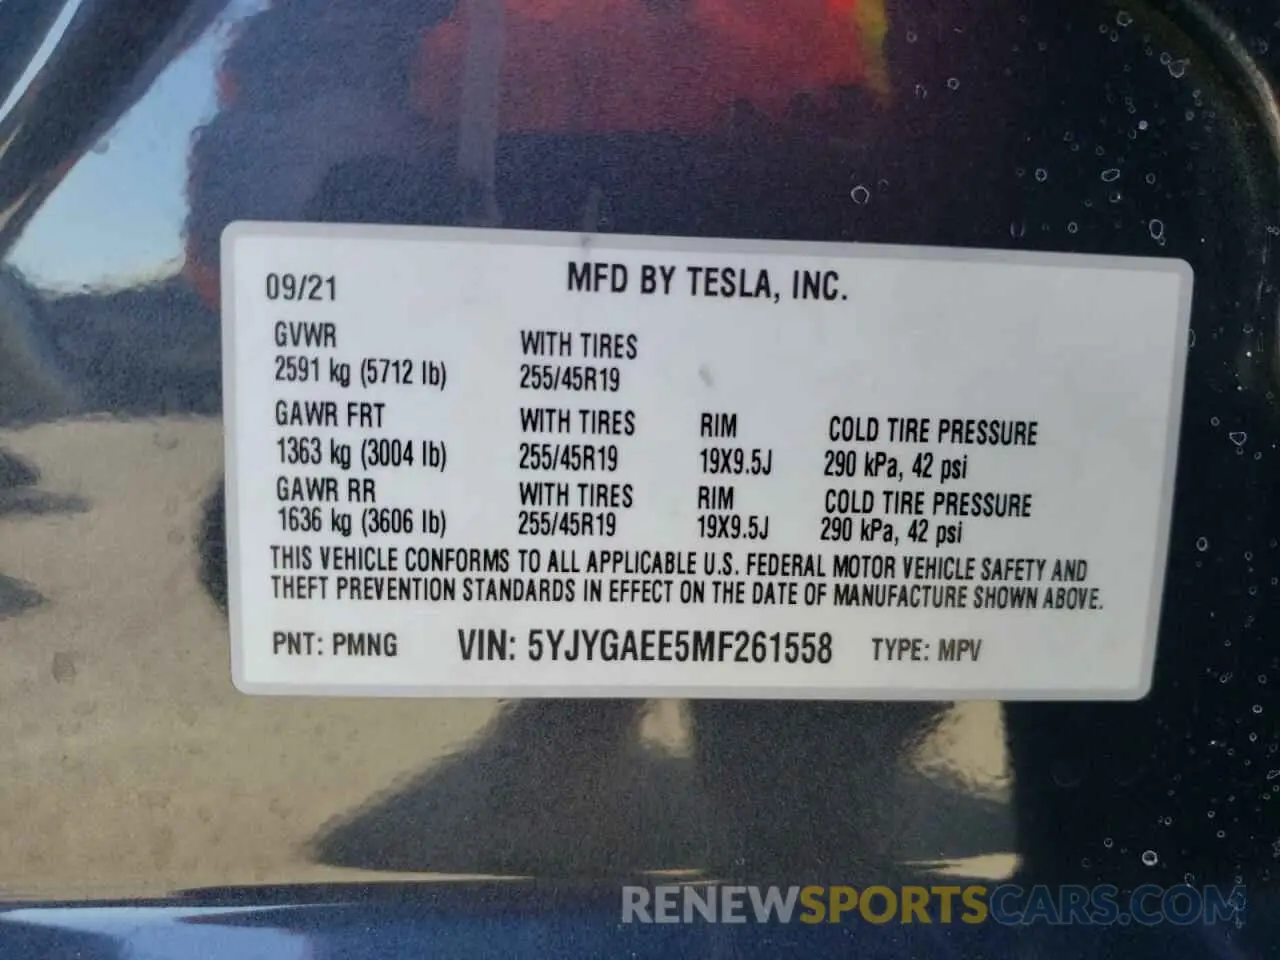 09/21 MFD BY TESLA, INC.
GVWR WITH TIRES
2591 kg (5712 lb) 255/45R19
GAWR FRT WITH TIRES RIM COLD TIRE PRESSURE
1363 kg (3004 lb) 255/45R19 19X9.5J 290 kPa, 42 psi
GAWR RR WITH TIRES RIM COLD TIRE PRESSURE
1636 kg (3606 lb) 255/45R19 19X9.5J 290 kPa, 42 psi
THIS VEHICLE CONFORMS TO ALL APPLICABLE U.S. FEDERAL MOTOR VEHICLE SAFETY AND
THEFT PREVENTION STANDARDS IN EFFECT ON THE DATE OF MANUFACTURE SHOWN ABOVE.
PNT: PMNG VIN: 5YJYGAEE5MF261558 TYPE: MPV
RENEWSPORTSCARS.COM